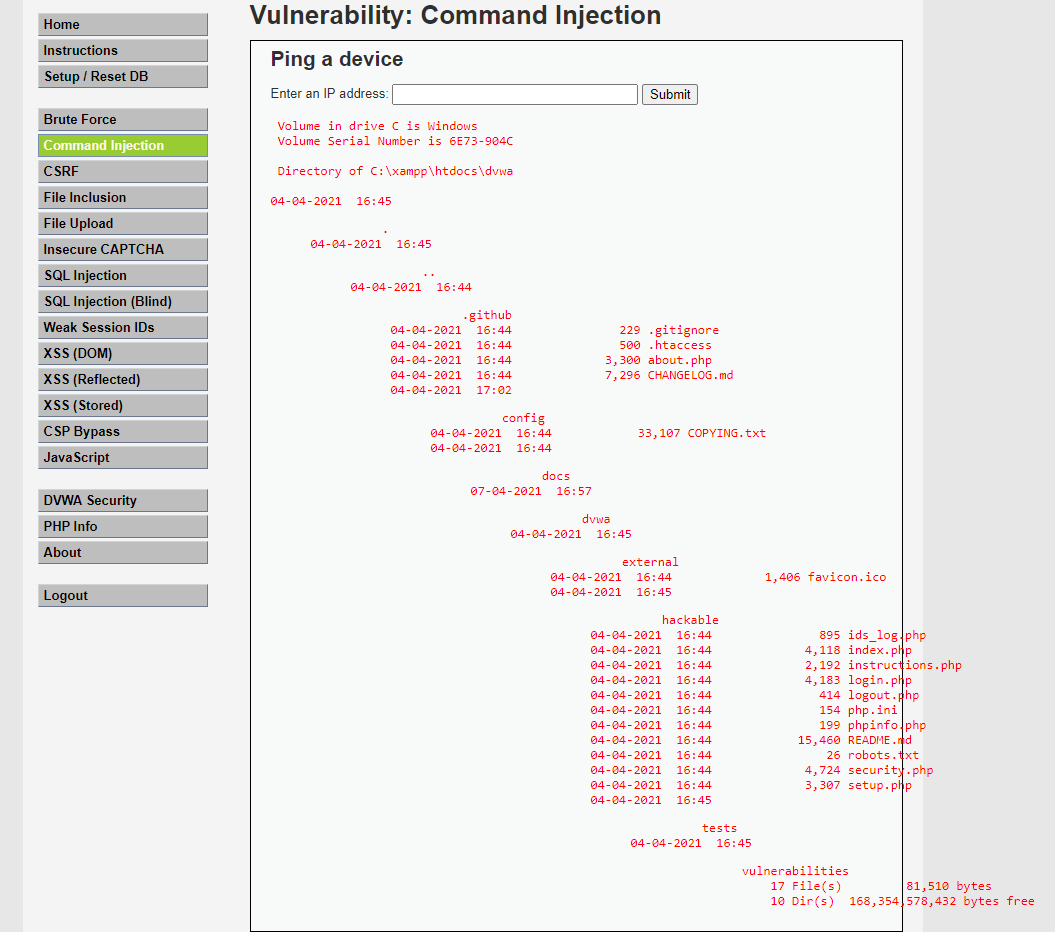 Home
Instructions
Setup / Reset DB
Brute Force
Command Injection
CSRF
File Inclusion
File Upload
Insecure CAPTCHA
SQL Injection
SQL Injection (Blind)
Weak Session IDs
XSS (DOM)
XSS (Reflected)
XSS (Stored)
CSP Bypass
JavaScript
DVWA Security
PHP Info
About
Logout
Vulnerability: Command Injection
Ping a device
Enter an IP address: Submit
Volume in drive C is Windows
Volume Serial Number is 6E73-904C
Directory of C:\xampp\htdocs\dvwa
04-04-2021 16:45
.
04-04-2021 16:45
..
04-04-2021 16:44
.github
04-04-2021 16:44 229 .gitignore
04-04-2021 16:44 500 .htaccess
04-04-2021 16:44 3,300 about.php
04-04-2021 16:44 7,296 CHANGELOG.md
04-04-2021 17:02
config
04-04-2021 16:44 33,107 COPYING.txt
04-04-2021 16:44
docs
07-04-2021 16:57
dvwa
04-04-2021 16:45
external
04-04-2021 16:44 1,406 favicon.ico
04-04-2021 16:45
hackable
04-04-2021 16:44 895 ids_log.php
04-04-2021 16:44 4,118 index.php
04-04-2021 16:44 2,192 instructions.php
04-04-2021 16:44 4,183 login.php
04-04-2021 16:44 414 logout.php
04-04-2021 16:44 154 php.ini
04-04-2021 16:44 199 phpinfo.php
04-04-2021 16:44 15,460 README.md
04-04-2021 16:44 26 robots.txt
04-04-2021 16:44 4,724 security.php
04-04-2021 16:44 3,307 setup.php
04-04-2021 16:45
tests
04-04-2021 16:45
vulnerabilities
17 File(s) 81,510 bytes
10 Dir(s) 168,354,578,432 bytes free